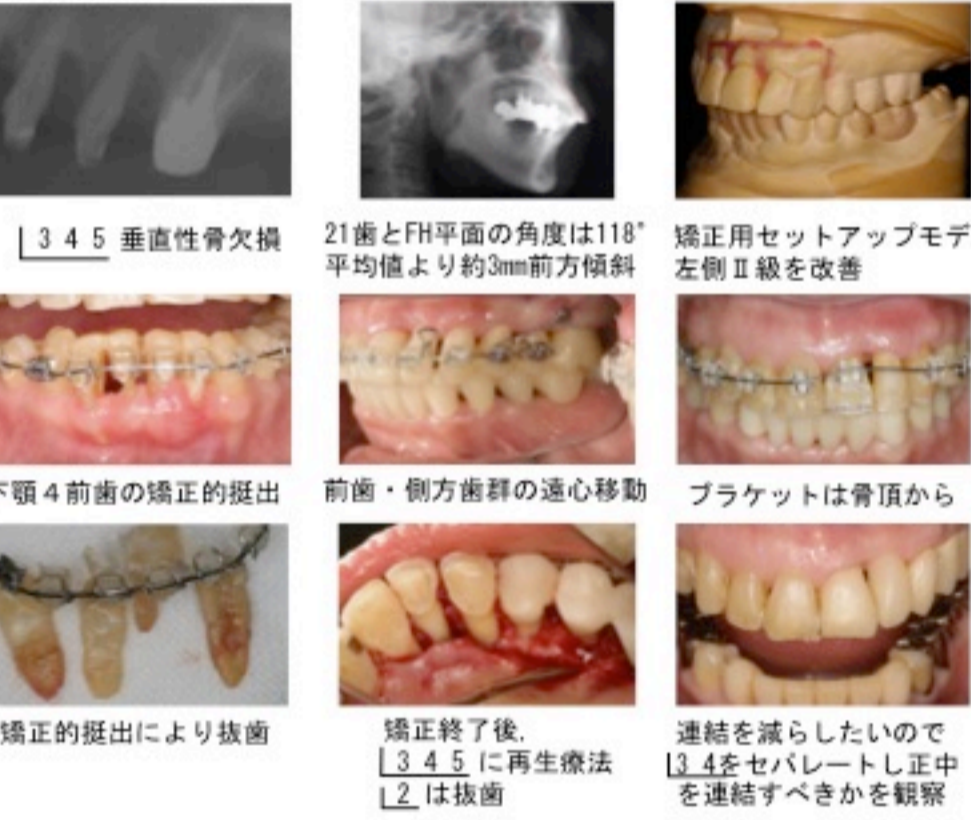 3 4 5 垂直性骨欠損
21歯とFH平面の角度は118°
平均値より約3mm前方傾斜
矯正用セットアップモデ
左側Ⅱ級を改善
下顎4前歯の矯正的挺出
前歯・側方歯群の遠心移動
ブラケットは骨頂から
矯正的挺出により抜歯
矯正終了後,
3 4 5 に再生療法
2 は抜歯
連結を減らしたいので
3 4をセパレートし正中
を連結すべきかを観察